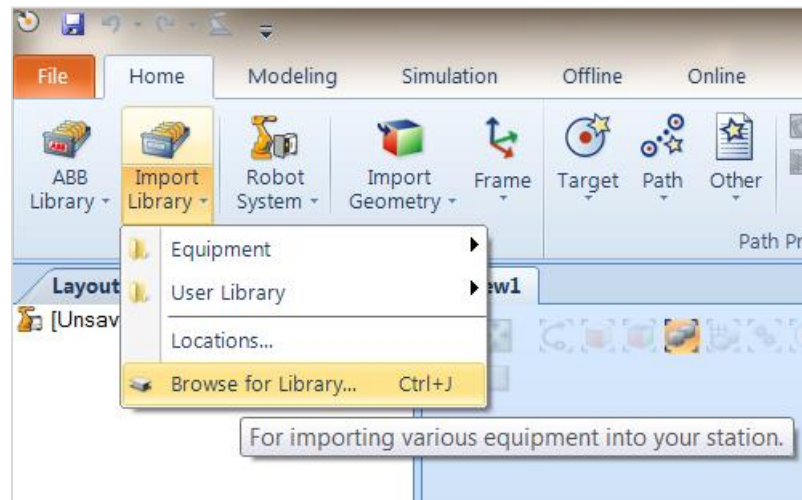 File Home Modeling Simulation Offline Online
ABB Library
Import Library
Robot System
Import Geometry
Frame
Target
Path
Other
Path Pr
Equipment
User Library
Locations...
Browse for Library... Ctrl+J
Layout
ew1
[Unsav
For importing various equipment into your station.